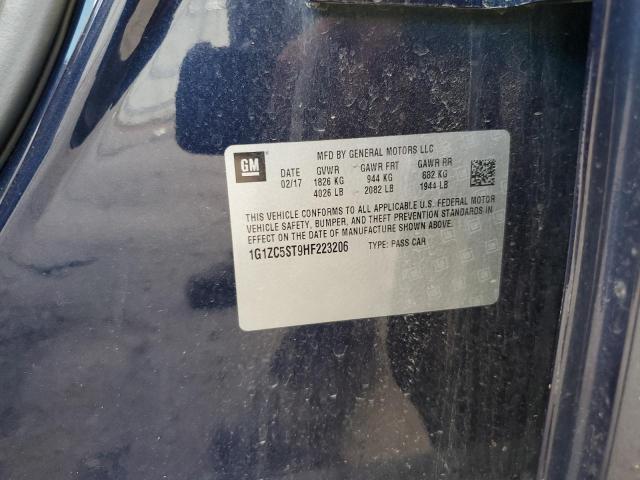 GM
MFD BY GENERAL MOTORS LLC
DATE GVWR GAWR FRT GAWR RR
02/17 1826 KG 944 KG 882 KG
4026 LB 2082 LB 1944 LB
THIS VEHICLE CONFORMS TO ALL APPLICABLE U.S. FEDERAL MOTOR
VEHICLE SAFETY, BUMPER, AND THEFT PREVENTION STANDARDS IN
EFFECT ON THE DATE OF MANUFACTURE SHOWN ABOVE.
1G1ZC5ST9HF223206 TYPE: PASS CAR